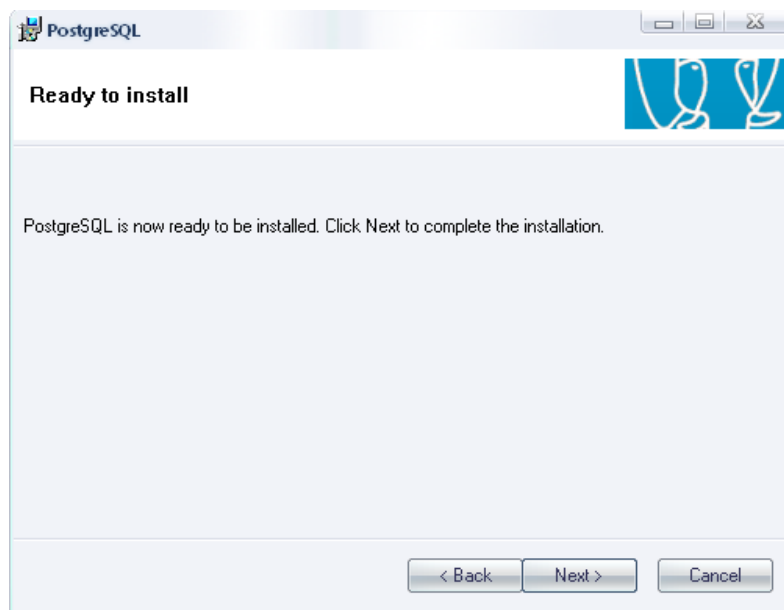 PostgreSQL
Ready to install
PostgreSQL is now ready to be installed. Click Next to complete the installation.
< Back
Next >
Cancel